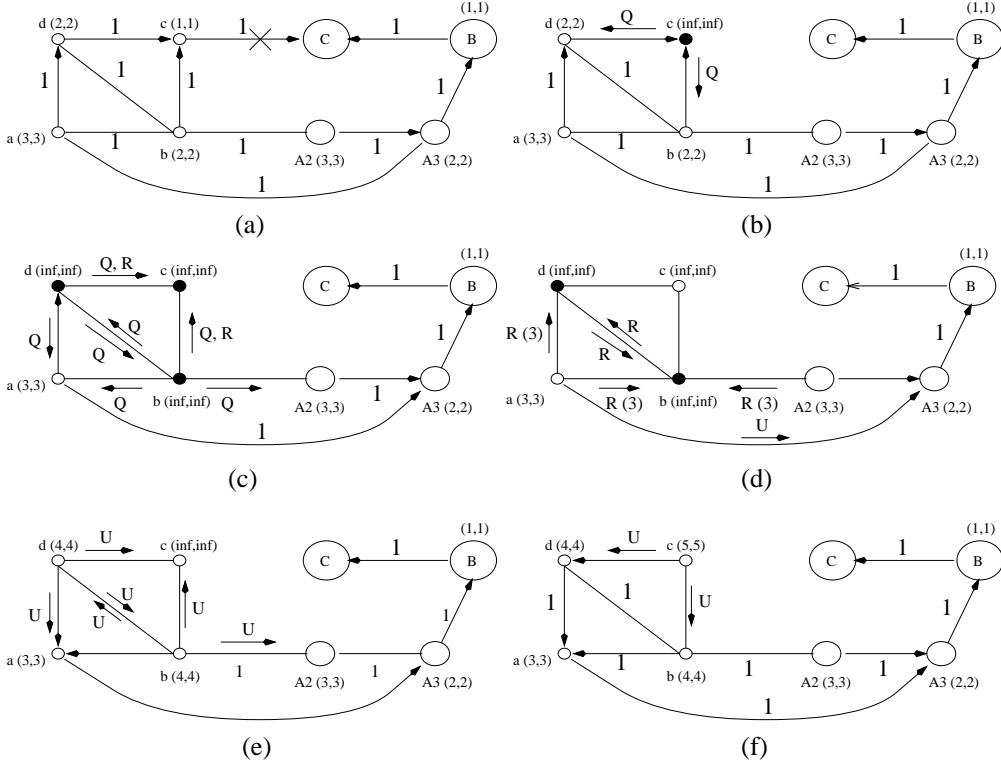 d (2,2) 1 c (1,1) 1 C 1 (1,1) B
1 1 1 1
a (3,3) 1 b (2,2) 1 A2 (3,3) 1 A3 (2,2)
1
(a)
d (2,2) Q c (inf,inf) C 1 (1,1) B
1 1 Q 1
a (3,3) 1 b (2,2) 1 A2 (3,3) 1 A3 (2,2)
1
(b)
d (inf,inf) Q, R c (inf,inf) C 1 (1,1) B
Q Q Q Q, R 1
a (3,3) Q b (inf,inf) Q A2 (3,3) 1 A3 (2,2)
1
(c)
d (inf,inf) c (inf,inf) C 1 (1,1) B
R (3) R R 1
a (3,3) R (3) b (inf,inf) R (3) A2 (3,3) A3 (2,2)
U
(d)
d (4,4) U c (inf,inf) C 1 (1,1) B
U U U U 1
a (3,3) b (4,4) U 1 A2 (3,3) 1 A3 (2,2)
(e)
d (4,4) U c (5,5) C 1 (1,1) B
1 1 U 1
a (3,3) 1 b (4,4) 1 A2 (3,3) 1 A3 (2,2)
1
(f)